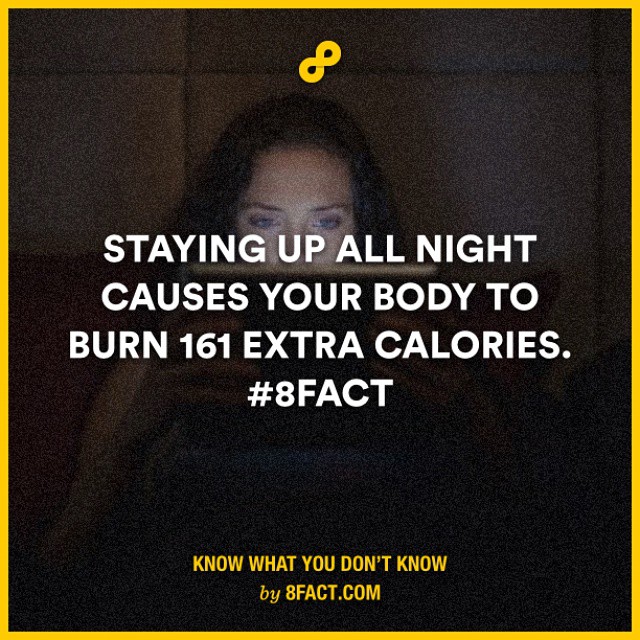 STAYING UP ALL NIGHT
CAUSES YOUR BODY TO
BURN 161 EXTRA CALORIES.
#8FACT
KNOW WHAT YOU DON'T KNOW
by 8FACT.COM